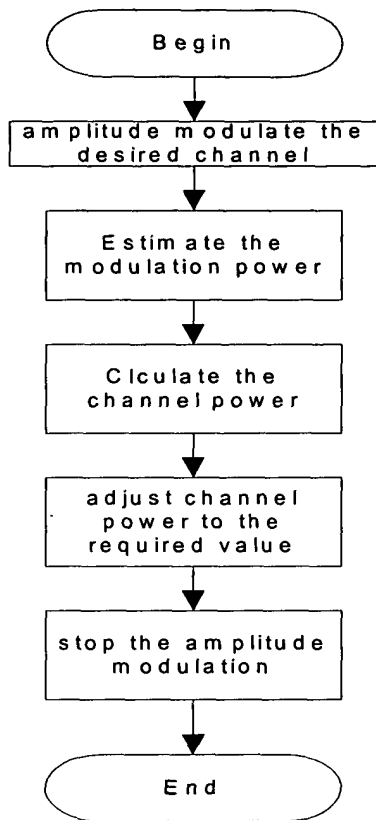 Begin
amplitude modulate the
desired channel
Estimate the
modulation power
Clculate the
channel power
adjust channel
power to the
required value
stop the amplitude
modulation
End